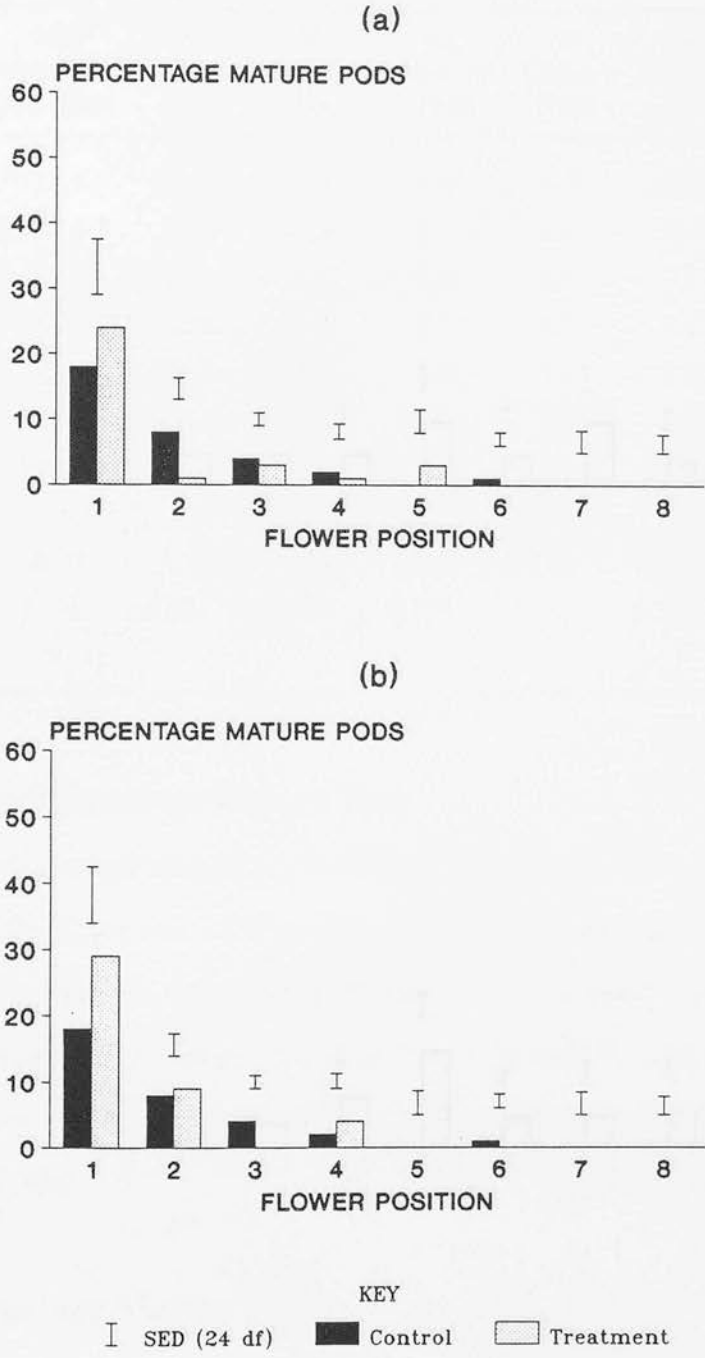 (a)
PERCENTAGE MATURE PODS
60
50
40
30
20
10
0
1 2 3 4 5 6 7 8
FLOWER POSITION
(b)
PERCENTAGE MATURE PODS
60
50
40
30
20
10
0
1 2 3 4 5 6 7 8
FLOWER POSITION
KEY
SED (24 df) Control Treatment